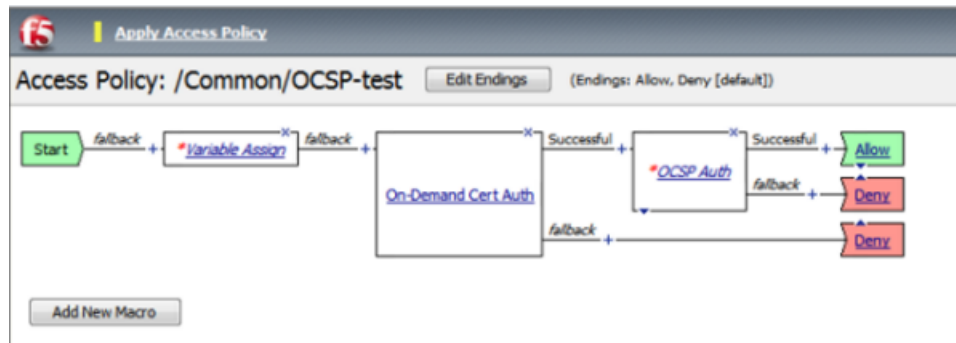 f5 Apply Access Policy
Access Policy: /Common/OCSP-test Edit Endings (Endings: Allow, Deny [default])
Start fallback + *Variable Assign × fallback + On-Demand Cert Auth × Successful + *OCSP Auth × Successful + Allow
fallback + Deny
fallback + Deny
Add New Macro